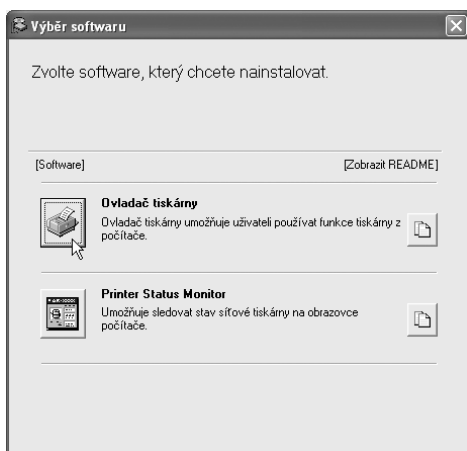 Výběr softwaru
Zvolte software, který chcete nainstalovat.
[Software] [Zobrazit README]
Ovladač tiskárny
Ovladač tiskárny umožňuje uživateli používat funkce tiskárny z
počítače.
Printer Status Monitor
Umožňuje sledovat stav síťové tiskárny na obrazovce
počítače.